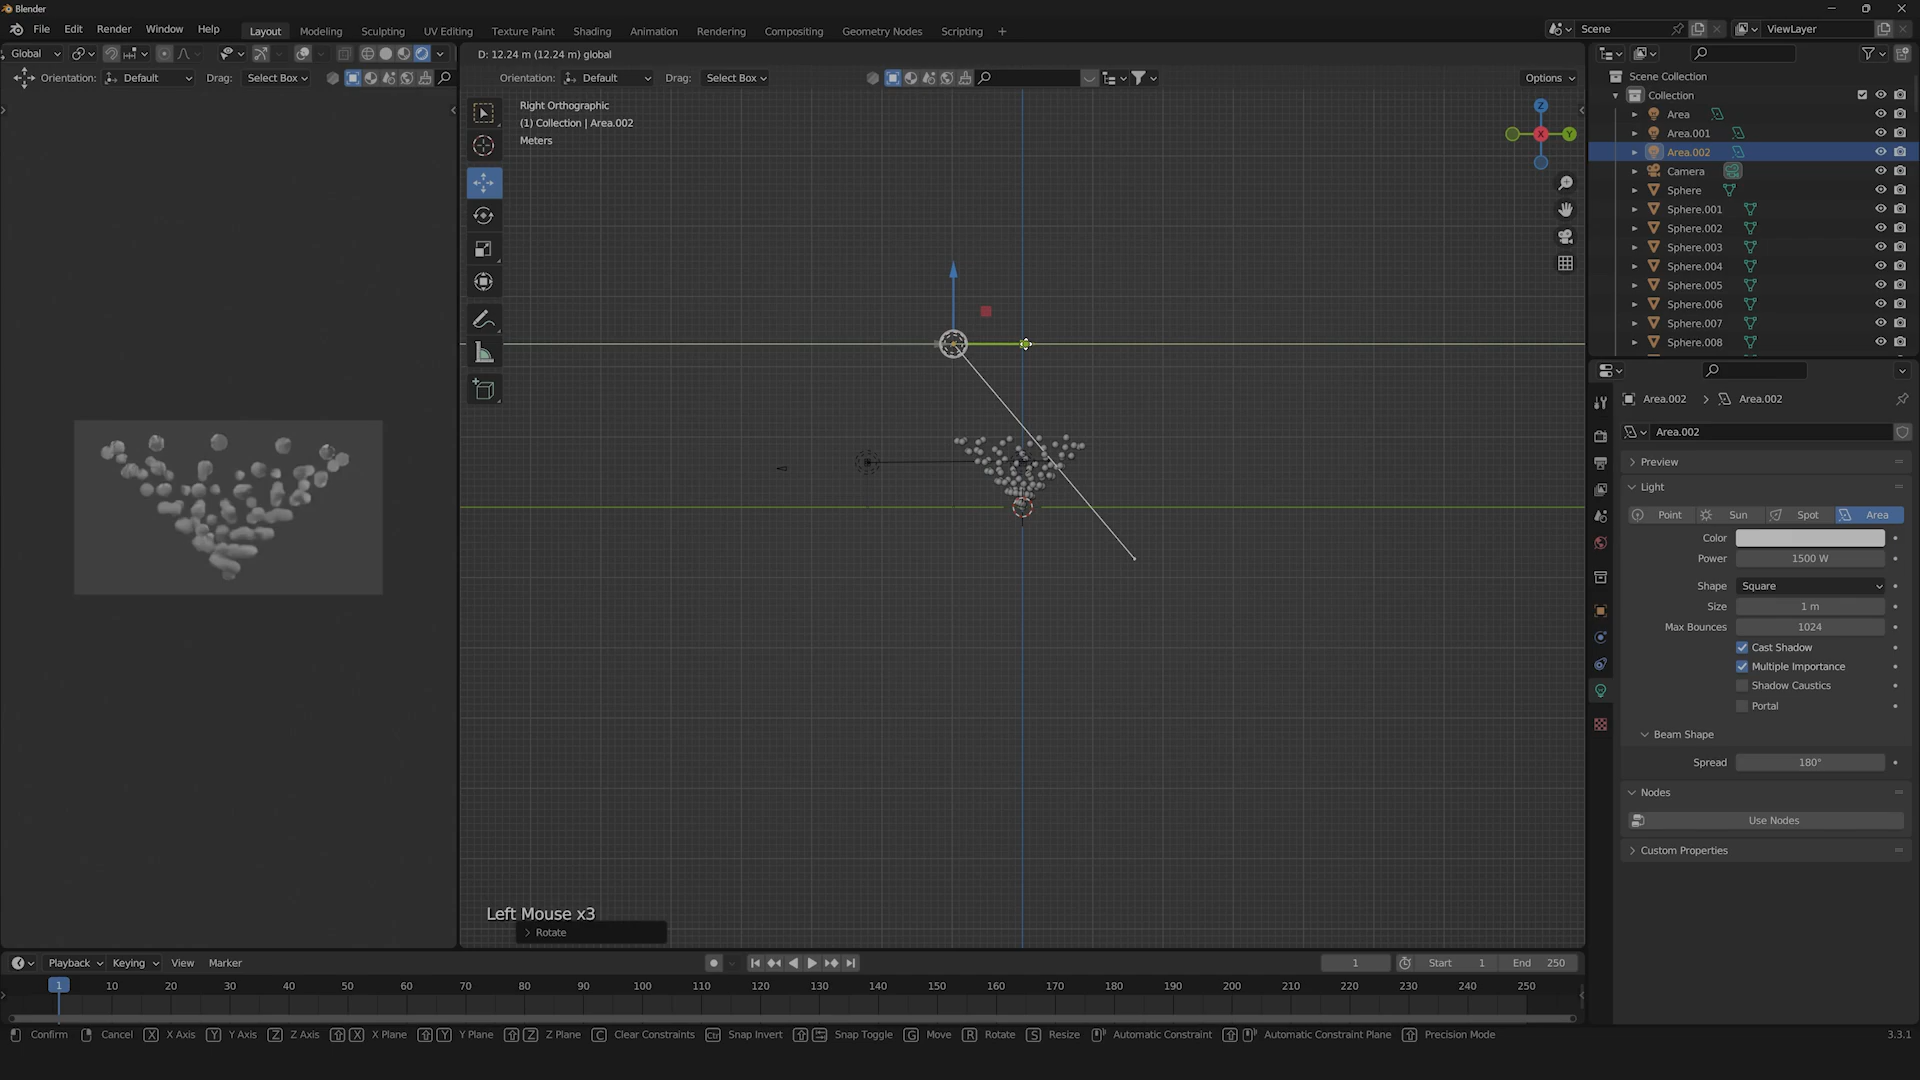 Blender
File Edit Render Window Help Layout Modeling Sculpting UV Editing Texture Paint Shading Animation Rendering Compositing Geometry Nodes Scripting + Scene ViewLayer
Global D: 12.24 m (12.24 m) global
Orientation: Default Drag: Select Box Orientation: Default Drag: Select Box Options
Right Orthographic
(1) Collection | Area.002
Meters
Z
X
Y
Scene Collection
Collection
Area
Area.001
Area.002
Camera
Sphere
Sphere.001
Sphere.002
Sphere.003
Sphere.004
Sphere.005
Sphere.006
Sphere.007
Sphere.008
Area.002 > Area.002
Area.002
Preview
Light
Point Sun Spot Area
Color
Power 1500 W
Shape Square
Size 1 m
Max Bounces 1024
Cast Shadow
Multiple Importance
Shadow Caustics
Portal
Beam Shape
Spread 180°
Nodes
Use Nodes
Custom Properties
Left Mouse x3
Rotate
Playback Keying View Marker 1 Start 1 End 250
1 10 20 30 40 50 60 70 80 90 100 110 120 130 140 150 160 170 180 190 200 210 220 230 240 250
Confirm Cancel X X Axis Y Y Axis Z Z Axis X X Plane Y Y Plane Z Z Plane C Clear Constraints Ctrl Snap Invert Snap Toggle G Move R Rotate S Resize Automatic Constraint Automatic Constraint Plane Precision Mode 3.3.1